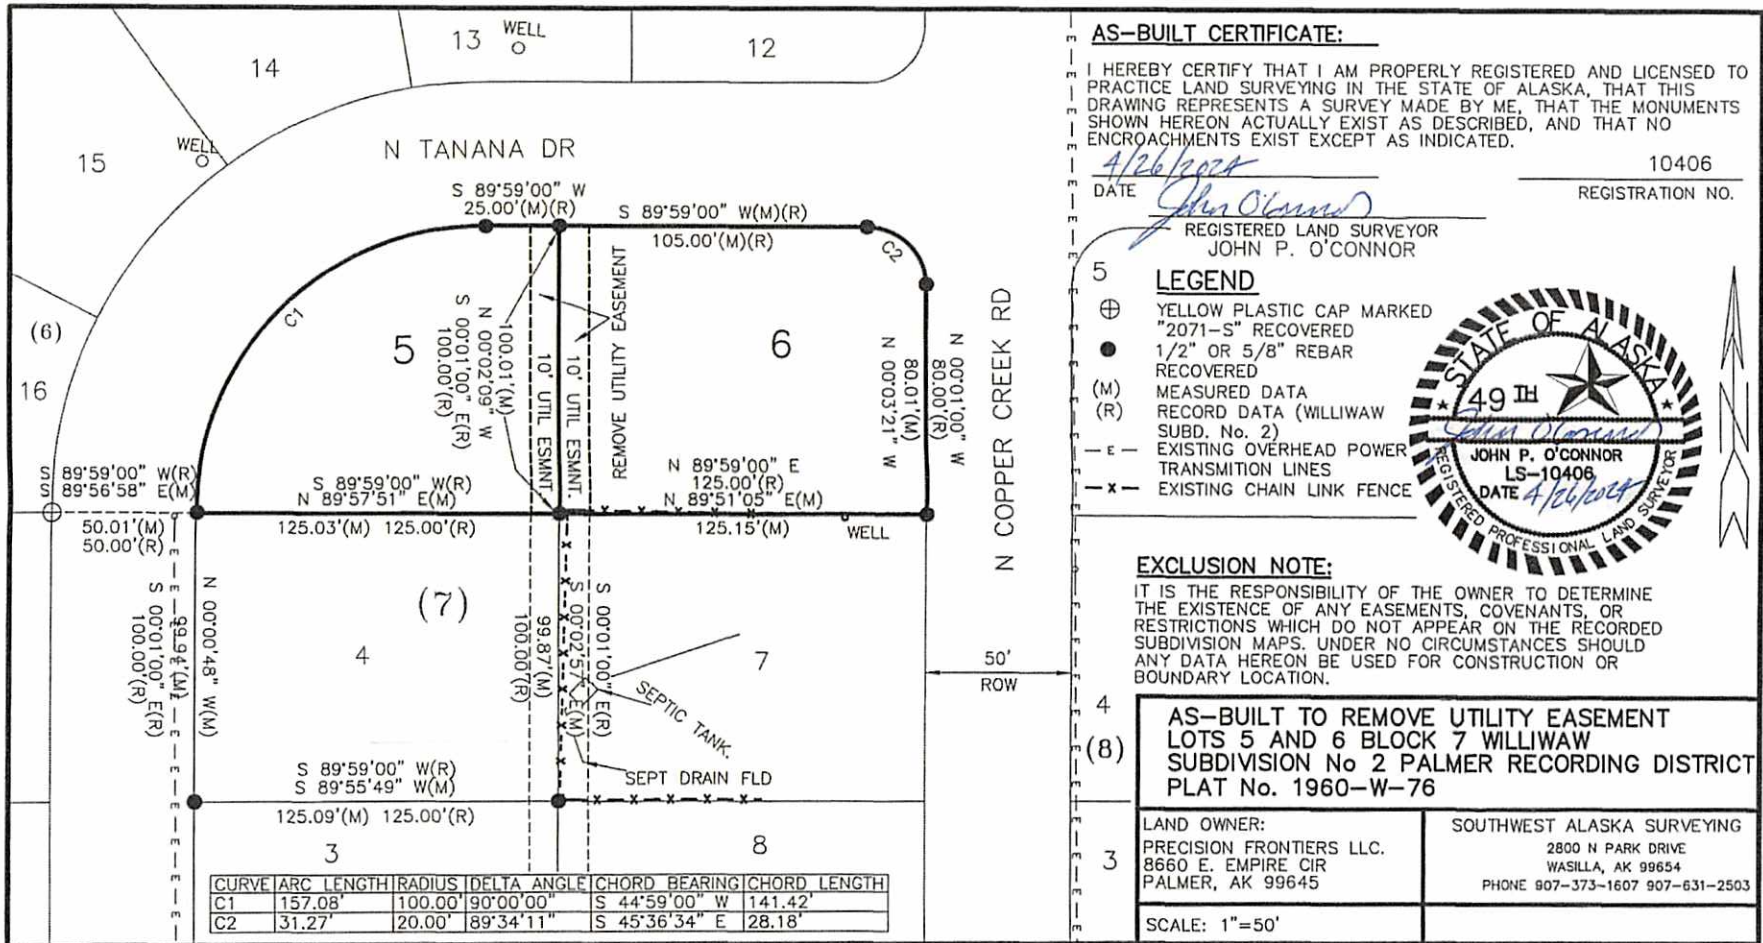 14
13
WELL
12
15
WELL
N TANANA DR
S 89°59'00" W
25.00'(M)(R)
S 89°59'00" W(M)(R)
105.00'(M)(R)
C2
C1
(6)
16
5
6
S 00°01'00" E(R)
100.00'(R)
N 00°02'09" W
100.01'(M)
10' UTIL ESMNT.
10' UTIL ESMNT.
REMOVE UTILITY EASEMENT
N 00°03'21" W
80.01'(M)
80.00'(R)
N 00°01'00" W
N COPPER CREEK RD
S 89°59'00" W(R)
S 89°56'58" E(M)
50.01'(M)
50.00'(R)
S 89°59'00" W(R)
N 89°57'51" E(M)
125.03'(M) 125.00'(R)
N 89°59'00" E
125.00'(R)
N 89°51'05" E(M)
125.15'(M)
WELL
(7)
4
7
S 00°01'00" E(R)
100.00'(R)
99.94'(M)
N 00°00'48" W(M)
100.00'(R)
99.87'(M)
E(M)
S 00°01'00" E(R)
SEPTIC TANK.
SEPT DRAIN FLD
50'
ROW
S 89°59'00" W(R)
S 89°55'49" W(M)
125.09'(M) 125.00'(R)
3
8
CURVE ARC LENGTH RADIUS DELTA ANGLE CHORD BEARING CHORD LENGTH
C1 157.08' 100.00' 90°00'00" S 44°59'00" W 141.42'
C2 31.27' 20.00' 89°34'11" S 45°36'34" E 28.18'
AS-BUILT CERTIFICATE:
I HEREBY CERTIFY THAT I AM PROPERLY REGISTERED AND LICENSED TO
PRACTICE LAND SURVEYING IN THE STATE OF ALASKA, THAT THIS
DRAWING REPRESENTS A SURVEY MADE BY ME, THAT THE MONUMENTS
SHOWN HEREON ACTUALLY EXIST AS DESCRIBED, AND THAT NO
ENCROACHMENTS EXIST EXCEPT AS INDICATED.
4/26/2024
DATE
10406
REGISTRATION NO.
John O'Connor
REGISTERED LAND SURVEYOR
JOHN P. O'CONNOR
5
LEGEND
YELLOW PLASTIC CAP MARKED
"2071-S" RECOVERED
1/2" OR 5/8" REBAR
RECOVERED
(M) MEASURED DATA
(R) RECORD DATA (WILLIWAW
SUBD. No. 2)
— E — EXISTING OVERHEAD POWER
TRANSMITION LINES
— x — EXISTING CHAIN LINK FENCE
STATE OF ALASKA
49 TH
John O'Connor
JOHN P. O'CONNOR
LS-10406
DATE 4/26/2024
REGISTERED PROFESSIONAL LAND SURVEYOR
N
EXCLUSION NOTE:
IT IS THE RESPONSIBILITY OF THE OWNER TO DETERMINE
THE EXISTENCE OF ANY EASEMENTS, COVENANTS, OR
RESTRICTIONS WHICH DO NOT APPEAR ON THE RECORDED
SUBDIVISION MAPS. UNDER NO CIRCUMSTANCES SHOULD
ANY DATA HEREON BE USED FOR CONSTRUCTION OR
BOUNDARY LOCATION.
4
(8)
3
AS-BUILT TO REMOVE UTILITY EASEMENT
LOTS 5 AND 6 BLOCK 7 WILLIWAW
SUBDIVISION No 2 PALMER RECORDING DISTRICT
PLAT No. 1960-W-76
LAND OWNER:
PRECISION FRONTIERS LLC.
8660 E. EMPIRE CIR
PALMER, AK 99645
SOUTHWEST ALASKA SURVEYING
2800 N PARK DRIVE
WASILLA, AK 99654
PHONE 907-373-1607 907-631-2503
SCALE: 1"=50'